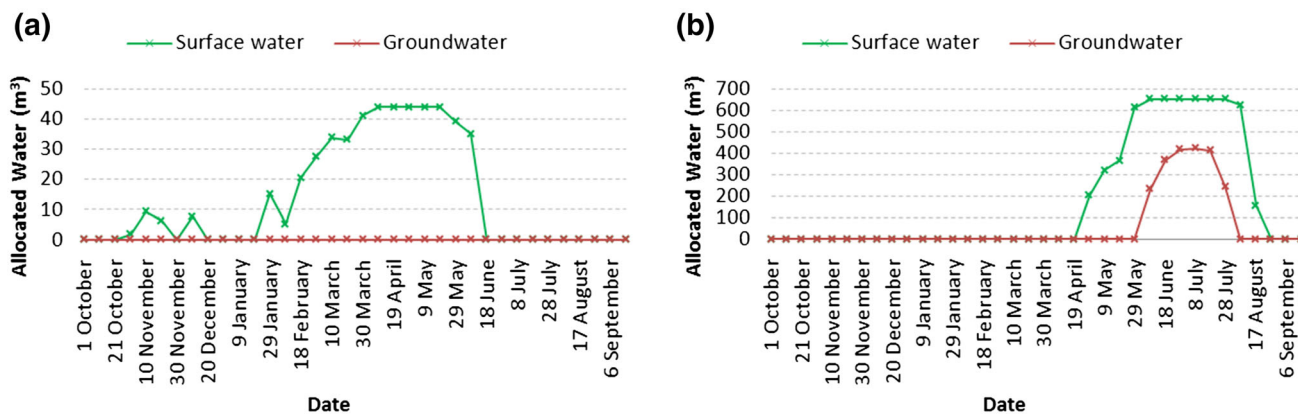 (a)
Surface water
Groundwater
Allocated Water (m³)
50
40
30
20
10
0
1 October
21 October
10 November
30 November
20 December
9 January
29 January
18 February
10 March
30 March
19 April
9 May
29 May
18 June
8 July
28 July
17 August
6 September
Date
(b)
Surface water
Groundwater
Allocated Water (m³)
700
600
500
400
300
200
100
0
1 October
21 October
10 November
30 November
20 December
9 January
29 January
18 February
10 March
30 March
19 April
9 May
29 May
18 June
8 July
28 July
17 August
6 September
Date